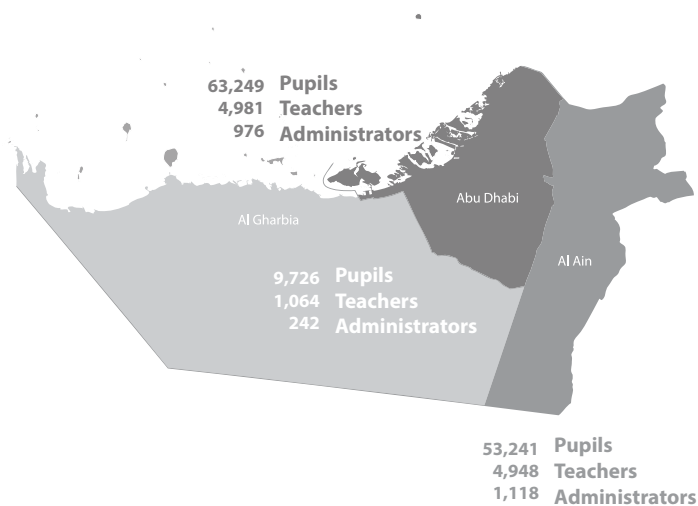 63,249 Pupils
4,981 Teachers
976 Administrators
Abu Dhabi
Al Gharbia
Al Ain
9,726 Pupils
1,064 Teachers
242 Administrators
53,241 Pupils
4,948 Teachers
1,118 Administrators